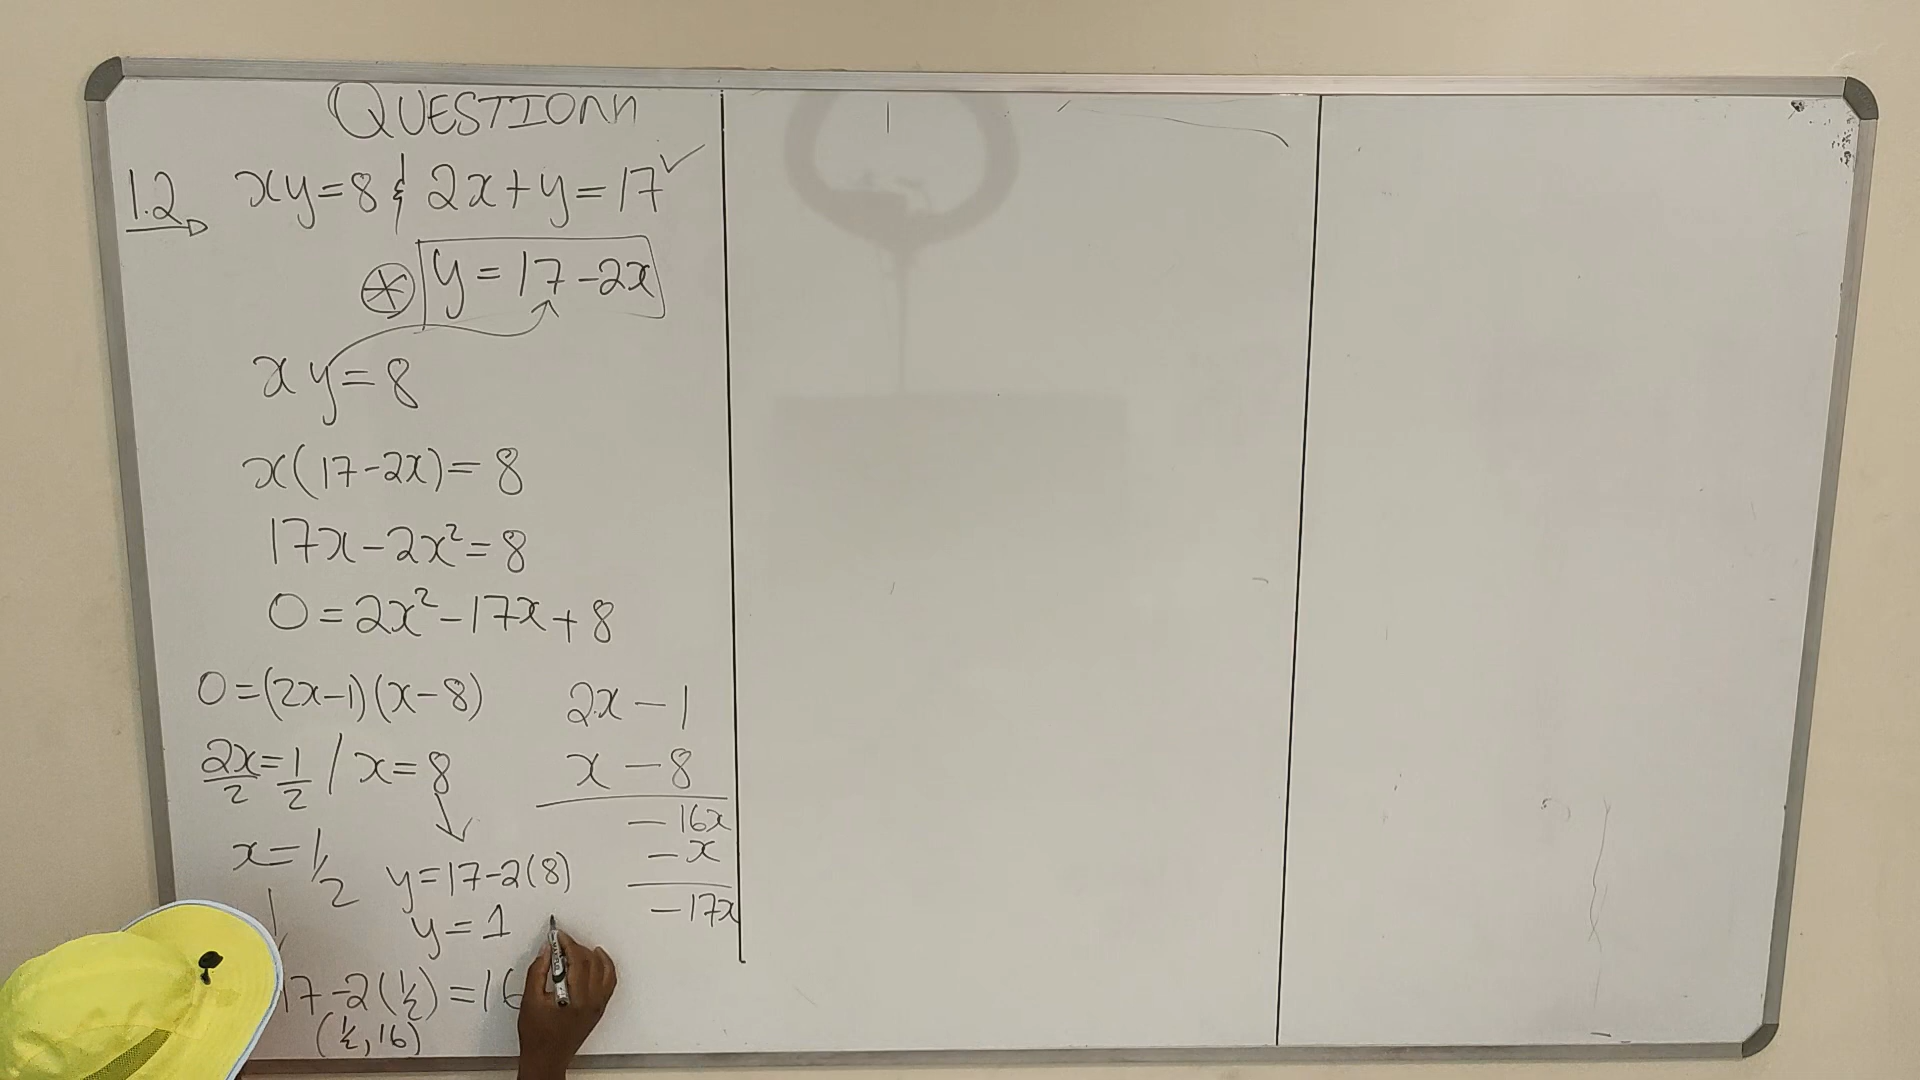 QUESTION 1
1.2 xy=8 & 2x+y=17 ✓
⊛ y=17-2x
xy=8
x(17-2x)=8
17x-2x²=8
0=2x²-17x+8
0=(2x-1)(x-8)
2x/2=1/2 / x=8
x=1/2
y=17-2(8)
y=1
17-2(1/2)=16
(1/2,16)
2x-1
x-8
-16x
-x
-17x